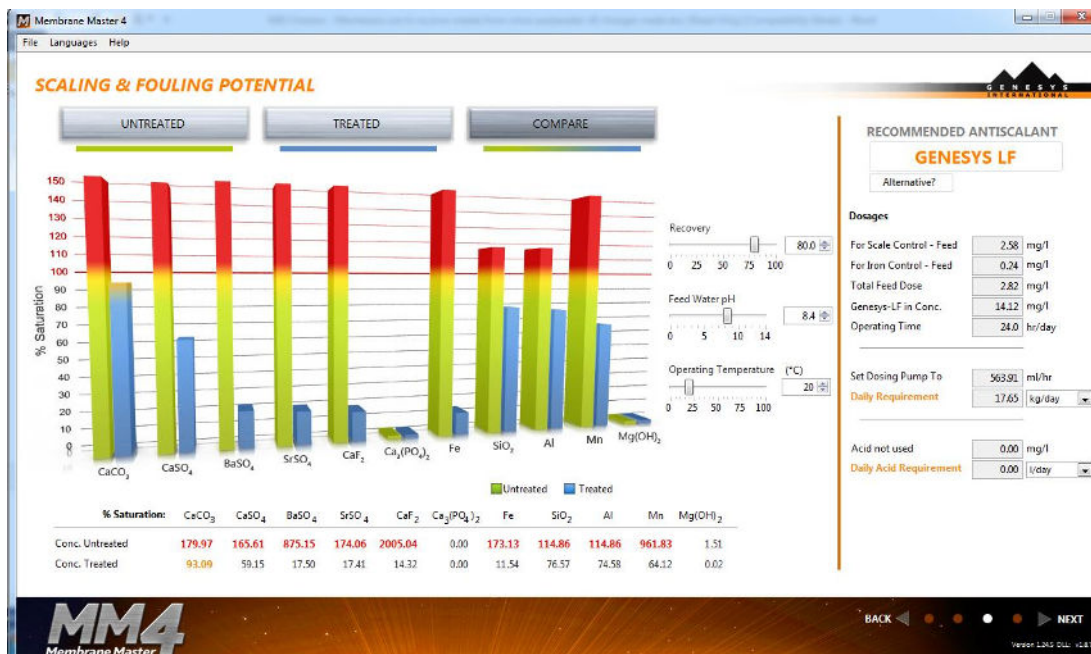 Membrane Master 4
File Languages Help
SCALING & FOULING POTENTIAL
GENESYS
INTERNATIONAL
UNTREATED TREATED COMPARE
RECOMMENDED ANTISCALANT
GENESYS LF
Alternative?
% Saturation
150
140
130
120
110
100
90
80
70
60
50
40
30
20
10
0
CaCO3 CaSO4 BaSO4 SrSO4 CaF2 Ca3(PO4)2 Fe SiO2 Al Mn Mg(OH)2
Untreated Treated
Recovery
80.0
0 25 50 75 100
Feed Water pH
8.4
0 5 10 14
Operating Temperature (°C)
20
0 25 50 75 100
Dosages
For Scale Control - Feed 2.58 mg/l
For Iron Control - Feed 0.24 mg/l
Total Feed Dose 2.82 mg/l
Genesys-LF in Conc. 14.12 mg/l
Operating Time 24.0 hr/day
Set Dosing Pump To 563.91 ml/hr
Daily Requirement 17.65 kg/day
Acid not used 0.00 mg/l
Daily Acid Requirement 0.00 l/day
% Saturation: CaCO3 CaSO4 BaSO4 SrSO4 CaF2 Ca3(PO4)2 Fe SiO2 Al Mn Mg(OH)2
Conc. Untreated 179.97 165.61 875.15 174.06 2005.04 0.00 173.13 114.86 114.86 961.83 1.51
Conc. Treated 93.09 59.15 17.50 17.41 14.32 0.00 11.54 76.57 74.58 64.12 0.02
MM4
Membrane Master
BACK NEXT